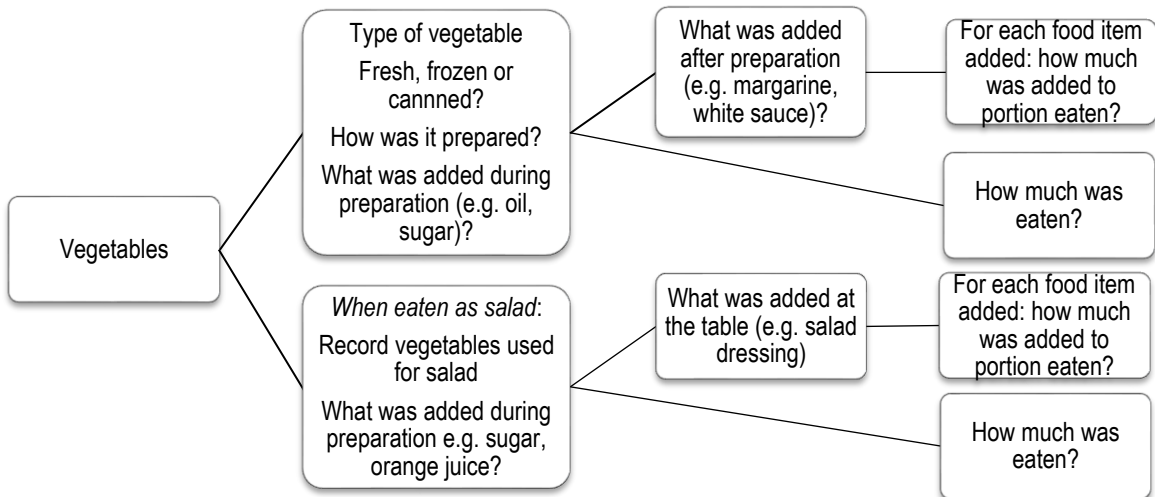 Vegetables
Type of vegetable
Fresh, frozen or
cannned?
How was it prepared?
What was added during
preparation (e.g. oil,
sugar)?
What was added
after preparation
(e.g. margarine,
white sauce)?
For each food item
added: how much
was added to
portion eaten?
How much was
eaten?
When eaten as salad:
Record vegetables used
for salad
What was added during
preparation e.g. sugar,
orange juice?
What was added at
the table (e.g. salad
dressing)
For each food item
added: how much
was added to
portion eaten?
How much was
eaten?